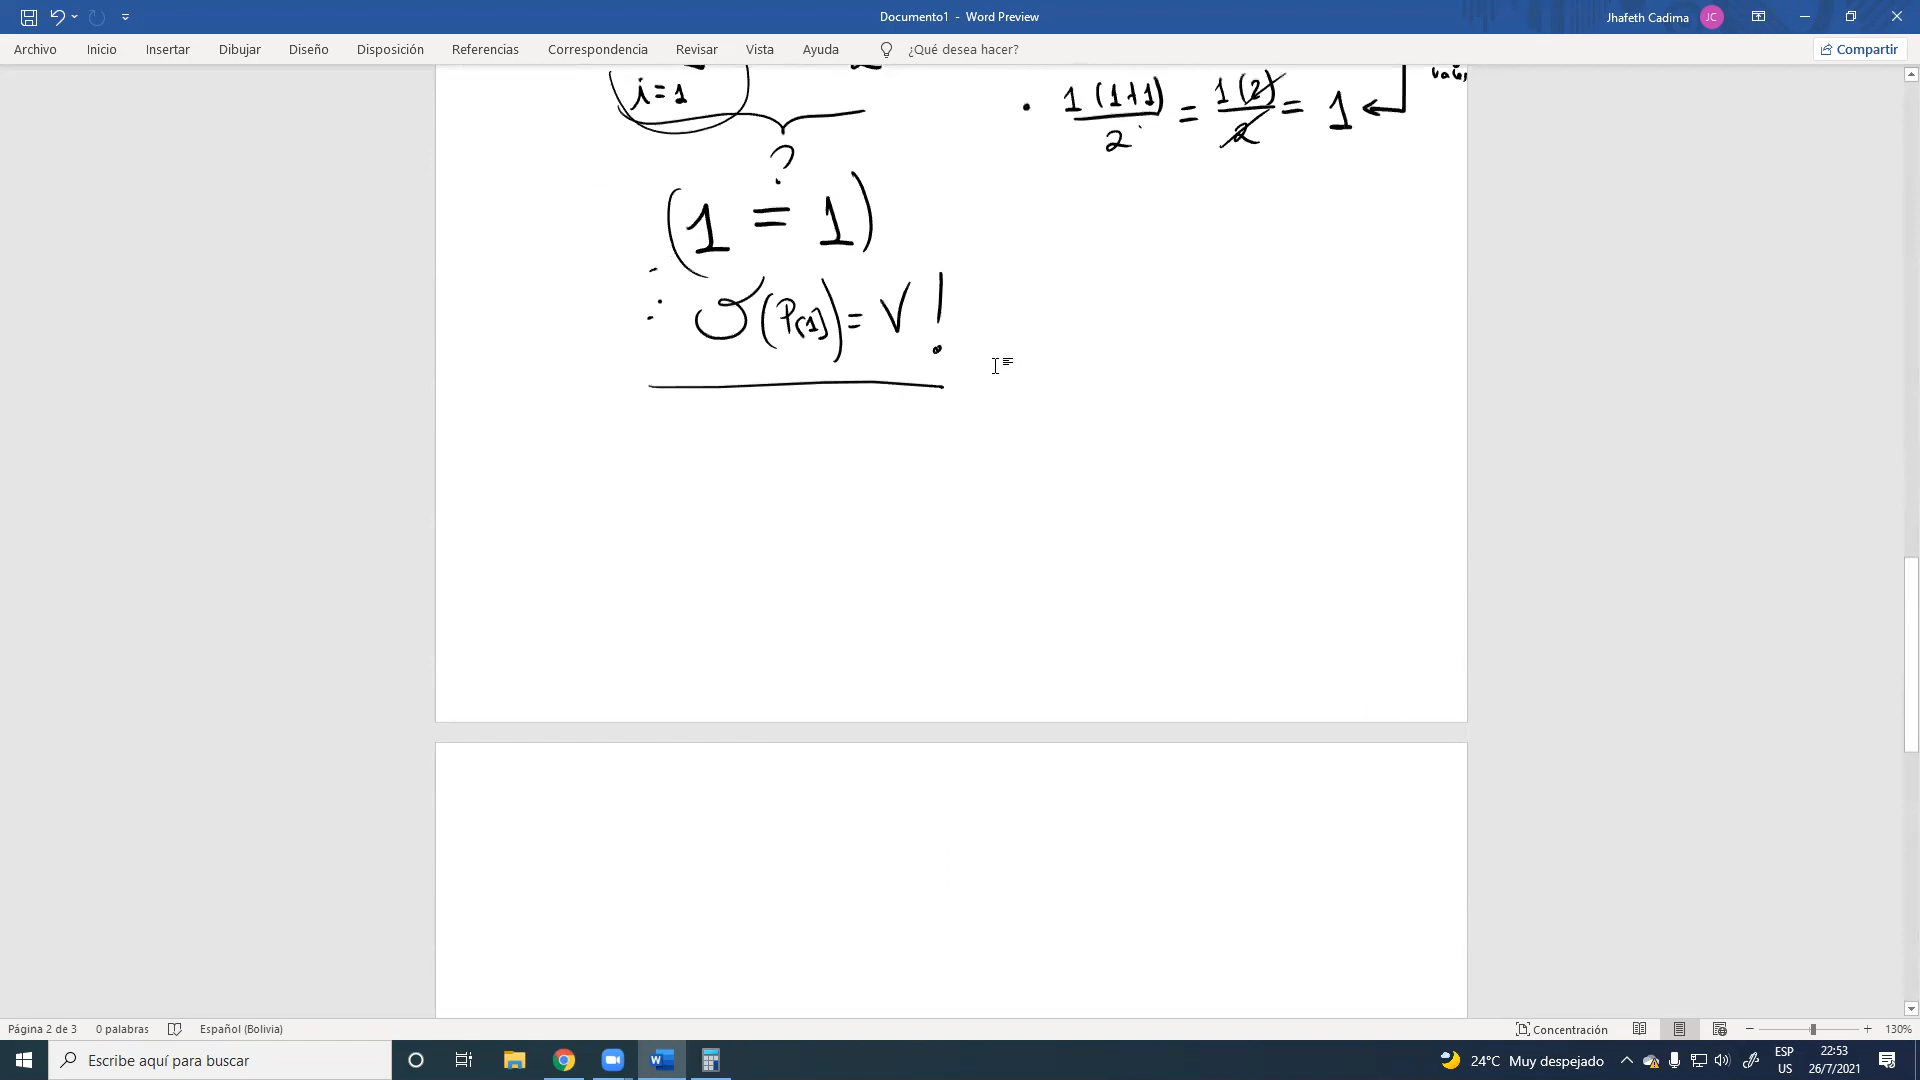 Documento1 - Word Preview
Jhafeth Cadima
JC
Archivo
Inicio
Insertar
Dibujar
Diseño
Disposición
Referencias
Correspondencia
Revisar
Vista
Ayuda
¿Qué desea hacer?
Compartir
i=1
?
(1 = 1)
∴ σ(P(1))= V !
• 1(1+1)/2 = 1(2)/2 = 1
Página 2 de 3
0 palabras
Español (Bolivia)
Concentración
130%
Escribe aquí para buscar
24°C Muy despejado
ESP
US
22:53
26/7/2021